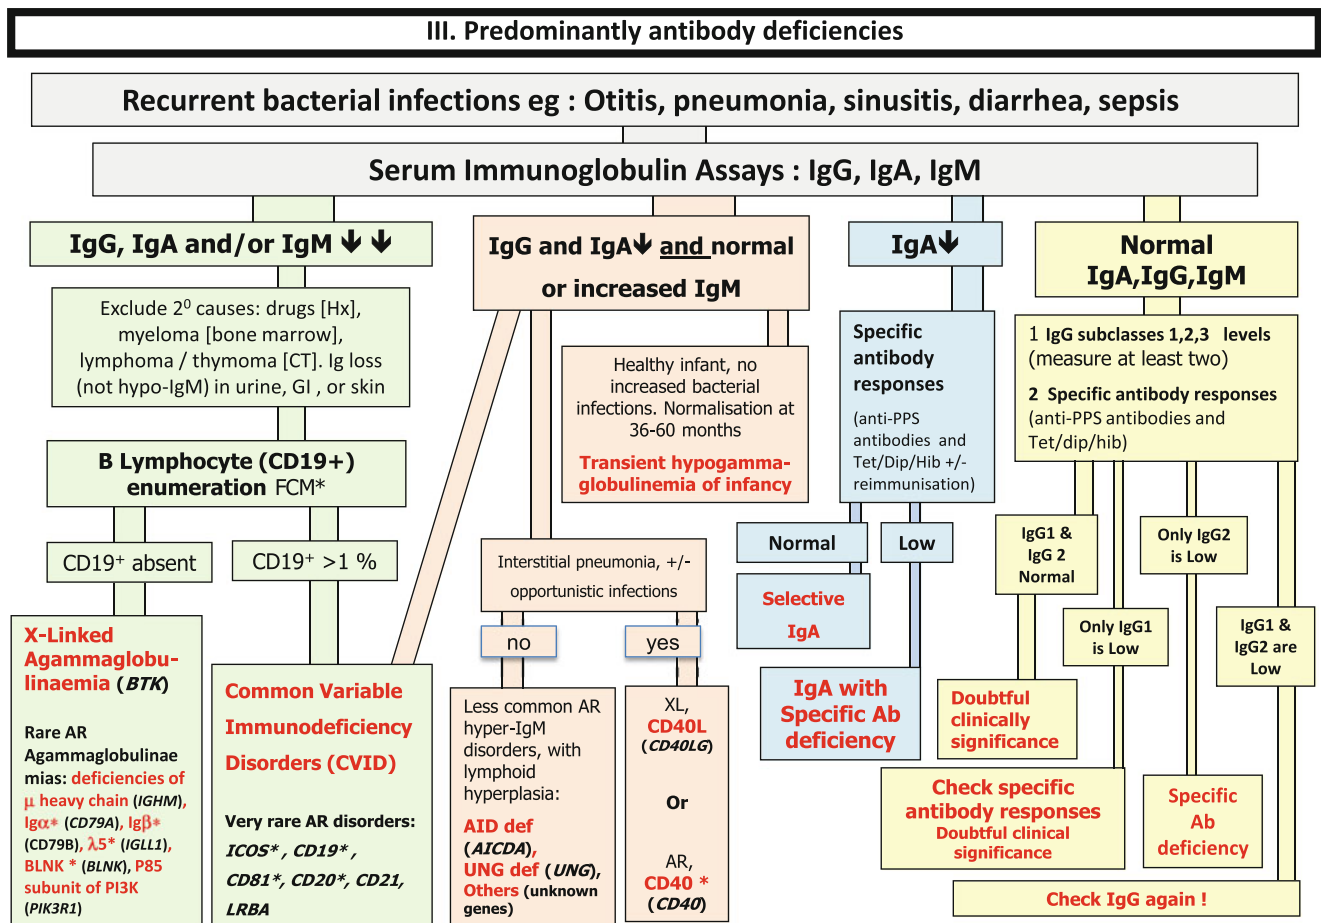 III. Predominantly antibody deficiencies
Recurrent bacterial infections eg : Otitis, pneumonia, sinusitis, diarrhea, sepsis
Serum Immunoglobulin Assays : IgG, IgA, IgM
IgG, IgA and/or IgM 🡻 🡻
Exclude 2⁰ causes: drugs [Hx],
myeloma [bone marrow],
lymphoma / thymoma [CT]. Ig loss
(not hypo-IgM) in urine, GI , or skin
B Lymphocyte (CD19+)
enumeration FCM*
CD19⁺ absent
CD19⁺ >1 %
X-Linked
Agammaglobu-
linaemia (BTK)
Rare AR
Agammaglobulinae
mias: deficiencies of
μ heavy chain (IGHM),
Igα* (CD79A), Igβ*
(CD79B), λ5* (IGLL1),
BLNK * (BLNK), P85
subunit of PI3K
(PIK3R1)
Common Variable
Immunodeficiency
Disorders (CVID)
Very rare AR disorders:
ICOS* , CD19* ,
CD81*, CD20*, CD21,
LRBA
IgG and IgA🡻 and normal
or increased IgM
Healthy infant, no
increased bacterial
infections. Normalisation at
36-60 months
Transient hypogamma-
globulinemia of infancy
Interstitial pneumonia, +/-
opportunistic infections
no
yes
Less common AR
hyper-IgM
disorders, with
lymphoid
hyperplasia:
AID def
(AICDA),
UNG def (UNG),
Others (unknown
genes)
XL,
CD40L
(CD40LG)
Or
AR,
CD40 *
(CD40)
IgA🡻
Specific
antibody
responses
(anti-PPS
antibodies and
Tet/Dip/Hib +/-
reimmunisation)
Normal
Low
Selective
IgA
IgA with
Specific Ab
deficiency
Normal
IgA,IgG,IgM
1 IgG subclasses 1,2,3 levels
(measure at least two)
2 Specific antibody responses
(anti-PPS antibodies and
Tet/dip/hib)
IgG1 &
IgG 2
Normal
Only IgG1
is Low
Only IgG2
is Low
IgG1 &
IgG2 are
Low
Doubtful
clinically
significance
Check specific
antibody responses
Doubtful clinical
significance
Specific
Ab
deficiency
Check IgG again !